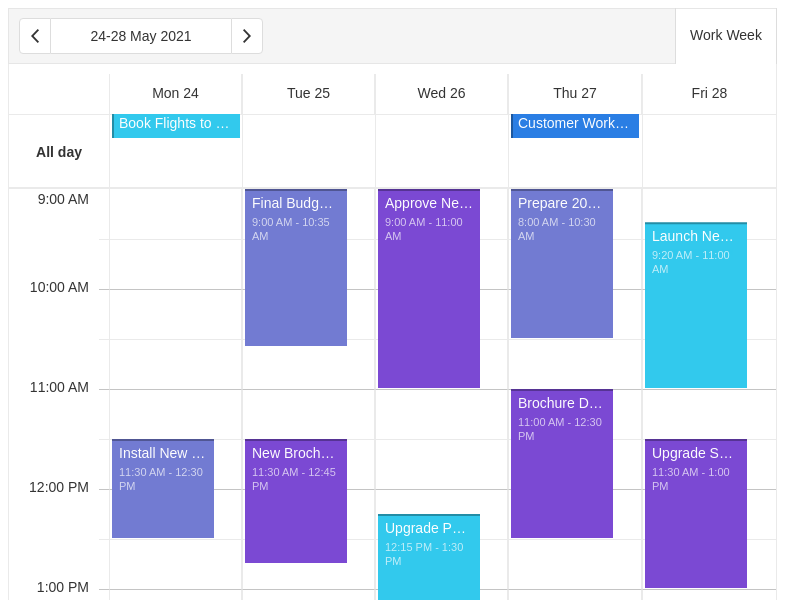 24-28 May 2021
Work Week
Mon 24
Tue 25
Wed 26
Thu 27
Fri 28
Book Flights to …
Customer Work…
All day
9:00 AM
10:00 AM
11:00 AM
12:00 PM
1:00 PM
Install New …
11:30 AM - 12:30
PM
Final Budg…
9:00 AM - 10:35
AM
New Broch…
11:30 AM - 12:45
PM
Approve Ne…
9:00 AM - 11:00
AM
Upgrade P…
12:15 PM - 1:30
PM
Prepare 20…
8:00 AM - 10:30
AM
Brochure D…
11:00 AM - 12:30
PM
Launch Ne…
9:20 AM - 11:00
AM
Upgrade S…
11:30 AM - 1:00
PM